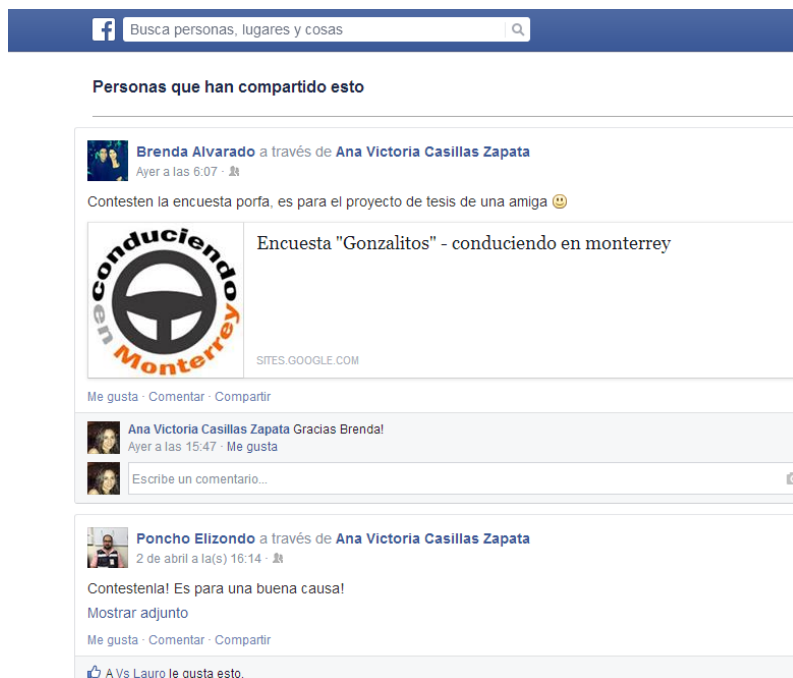 f
Busca personas, lugares y cosas
Personas que han compartido esto
Brenda Alvarado a través de Ana Victoria Casillas Zapata
Ayer a las 6:07 ·
Contesten la encuesta porfa, es para el proyecto de tesis de una amiga
conduciendo
en Monterrey
Encuesta "Gonzalitos" - conduciendo en monterrey
SITES.GOOGLE.COM
Me gusta · Comentar · Compartir
Ana Victoria Casillas Zapata Gracias Brenda!
Ayer a las 15:47 · Me gusta
Escribe un comentario...
Poncho Elizondo a través de Ana Victoria Casillas Zapata
2 de abril a la(s) 16:14 ·
Contestenla! Es para una buena causa!
Mostrar adjunto
Me gusta · Comentar · Compartir
A Vs Lauro le gusta esto.